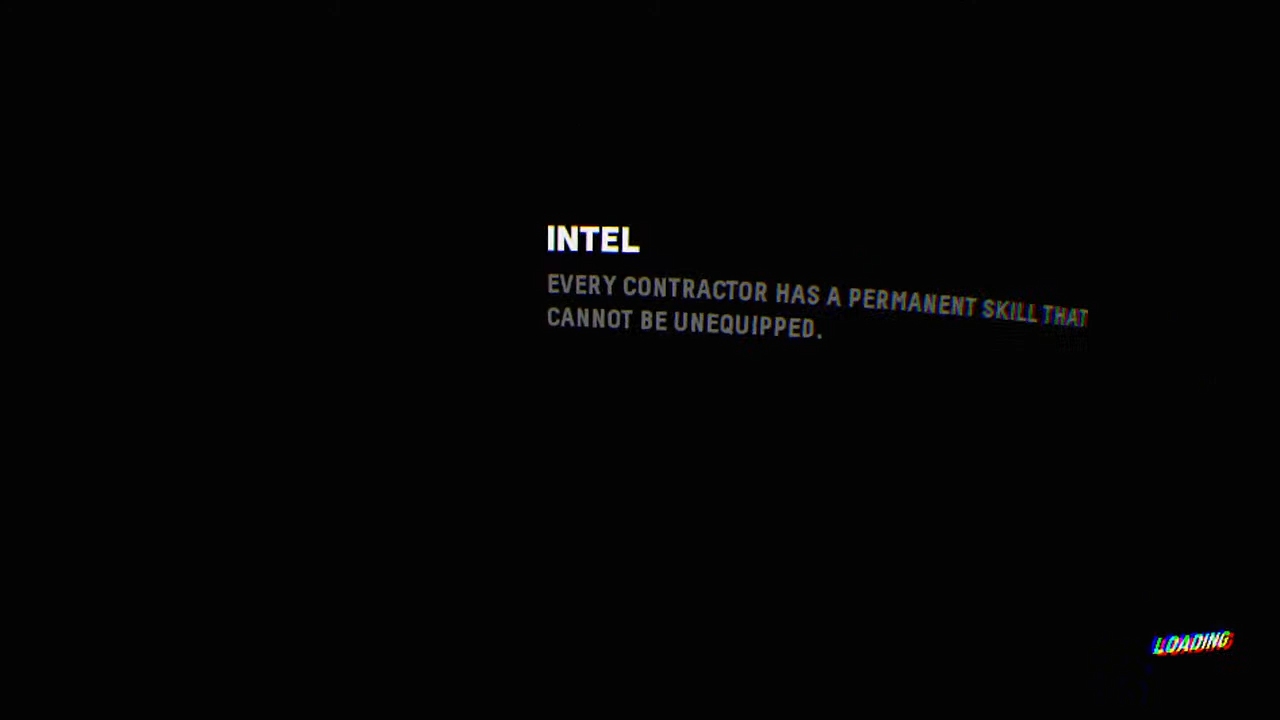 INTEL
EVERY CONTRACTOR HAS A PERMANENT SKILL THAT
CANNOT BE UNEQUIPPED.
LOADING